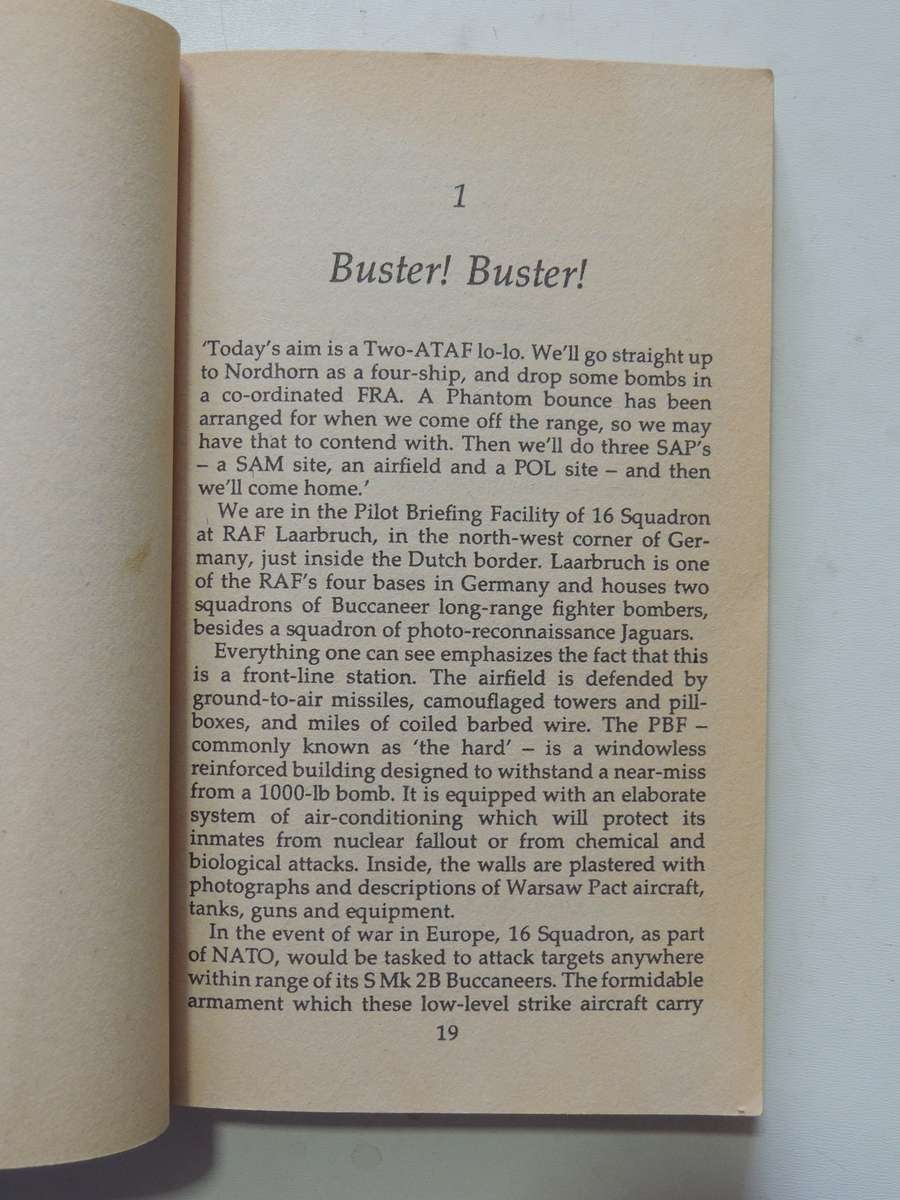 1
Buster! Buster!
'Today's aim is a Two-ATAF lo-lo. We'll go straight up
to Nordhorn as a four-ship, and drop some bombs in
a co-ordinated FRA. A Phantom bounce has been
arranged for when we come off the range, so we may
have that to contend with. Then we'll do three SAP's
– a SAM site, an airfield and a POL site – and then
we'll come home.'
We are in the Pilot Briefing Facility of 16 Squadron
at RAF Laarbruch, in the north-west corner of Ger-
many, just inside the Dutch border. Laarbruch is one
of the RAF's four bases in Germany and houses two
squadrons of Buccaneer long-range fighter bombers,
besides a squadron of photo-reconnaissance Jaguars.
Everything one can see emphasizes the fact that this
is a front-line station. The airfield is defended by
ground-to-air missiles, camouflaged towers and pill-
boxes, and miles of coiled barbed wire. The PBF –
commonly known as 'the hard' – is a windowless
reinforced building designed to withstand a near-miss
from a 1000-lb bomb. It is equipped with an elaborate
system of air-conditioning which will protect its
inmates from nuclear fallout or from chemical and
biological attacks. Inside, the walls are plastered with
photographs and descriptions of Warsaw Pact aircraft,
tanks, guns and equipment.
In the event of war in Europe, 16 Squadron, as part
of NATO, would be tasked to attack targets anywhere
within range of its S Mk 2B Buccaneers. The formidable
armament which these low-level strike aircraft carry
19